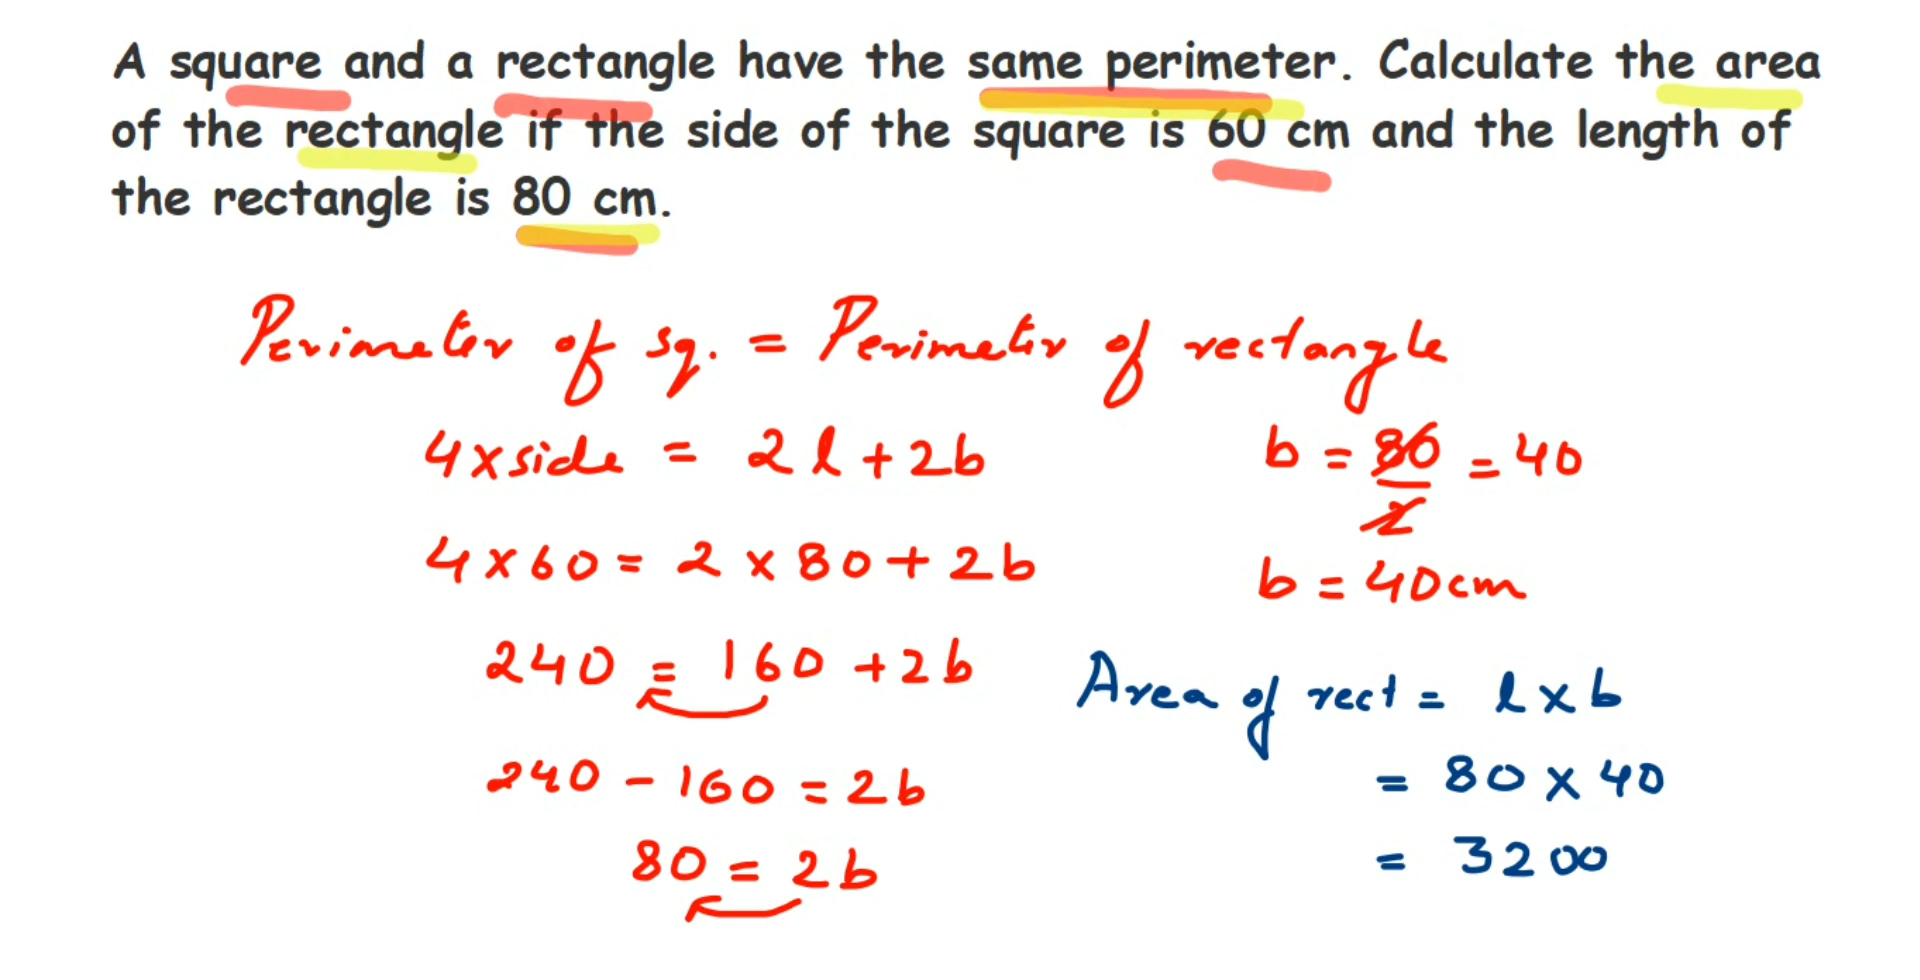 A square and a rectangle have the same perimeter. Calculate the area
of the rectangle if the side of the square is 60 cm and the length of
the rectangle is 80 cm.
Perimeter of sq. = Perimeter of rectangle
4 x side = 2 l + 2b
4 x 60 = 2 x 80 + 2b
240 = 160 + 2b
240 - 160 = 2b
80 = 2b
b = 80/2 = 40
b = 40cm
Area of rect = l x b
= 80 x 40
= 3200